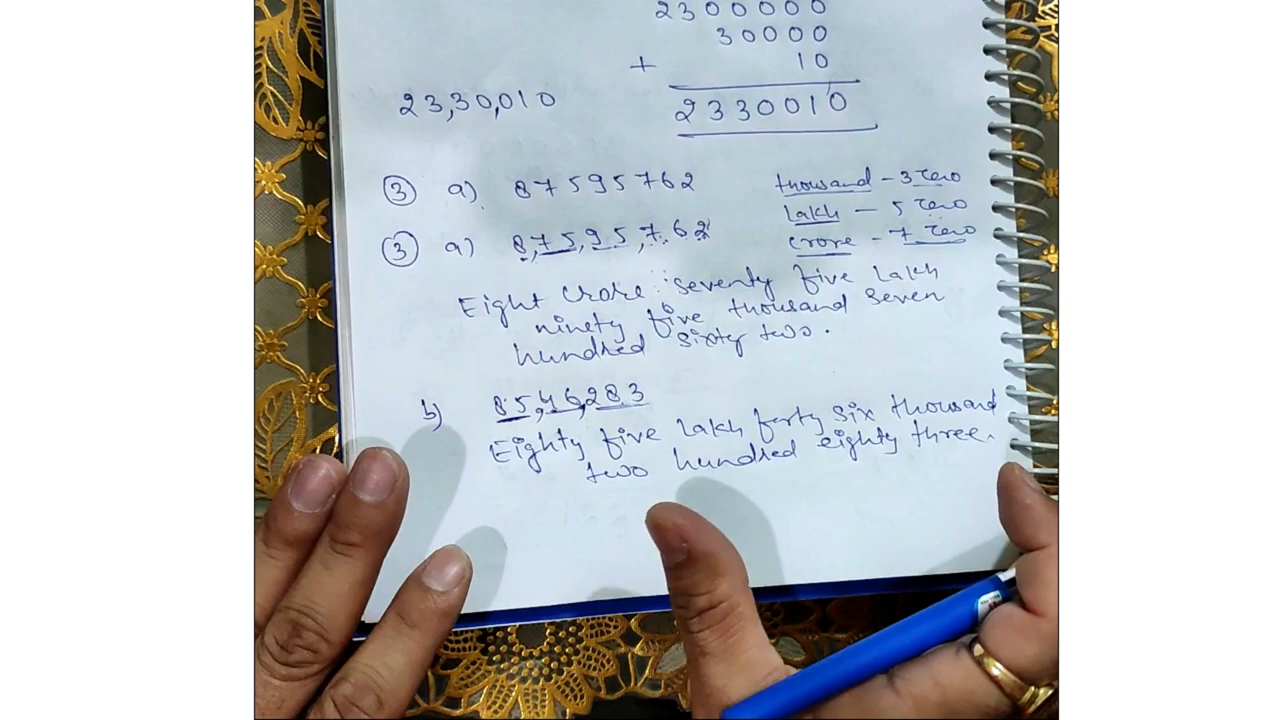 2300000
30000
+ 10
23,30,010
2330010
3 a) 87595762
thousand - 3 zero
lakh - 5 zero
3 a) 8,75,95,762
crore - 7 zero
Eight crore seventy five lakh
ninety five thousand seven
hundred sixty two.
b) 85,46,283
Eighty five lakh forty six thousand
two hundred eighty three.